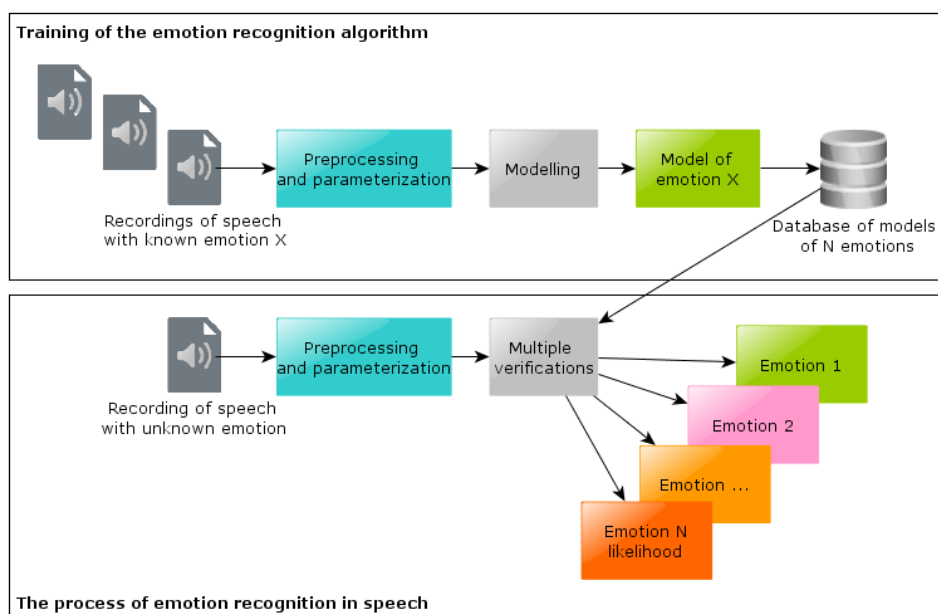 Training of the emotion recognition algorithm
Recordings of speech
with known emotion X
Preprocessing
and parameterization
Modelling
Model of
emotion X
Database of models
of N emotions
Recording of speech
with unknown emotion
Preprocessing
and parameterization
Multiple
verifications
Emotion 1
Emotion 2
Emotion ...
Emotion N
likelihood
The process of emotion recognition in speech